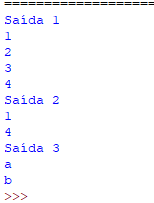 ====================
Saída 1
1
2
3
4
Saída 2
1
4
Saída 3
a
b
>>>